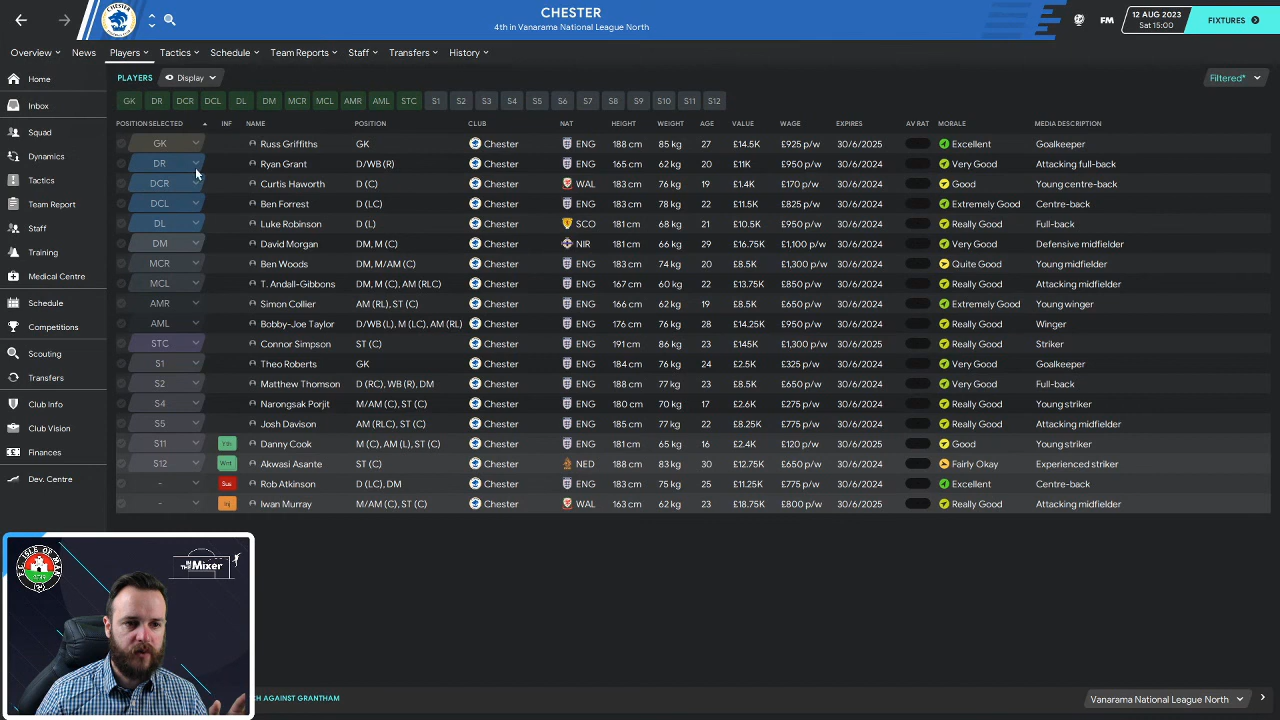 CHESTER
4th in Vanarama National League North
FM
12 AUG 2023
Sat 15:00
FIXTURES
Overview
News
Players
Tactics
Schedule
Team Reports
Staff
Transfers
History
Home
Inbox
Squad
Dynamics
Tactics
Team Report
Staff
Training
Medical Centre
Schedule
Competitions
Scouting
Transfers
Club Info
Club Vision
Finances
Dev. Centre
PLAYERS Display Filtered*
GK DR DCR DCL DL DM MCR MCL AMR AML STC S1 S2 S3 S4 S5 S6 S7 S8 S9 S10 S11 S12
POSITION SELECTED INF NAME POSITION CLUB NAT HEIGHT WEIGHT AGE VALUE WAGE EXPIRES AV RAT MORALE MEDIA DESCRIPTION
GK Russ Griffiths GK Chester ENG 188 cm 85 kg 27 £14.5K £925 p/w 30/6/2025 Excellent Goalkeeper
DR Ryan Grant D/WB (R) Chester ENG 165 cm 62 kg 20 £11K £950 p/w 30/6/2024 Very Good Attacking full-back
DCR Curtis Haworth D (C) Chester WAL 183 cm 76 kg 19 £1.4K £170 p/w 30/6/2024 Good Young centre-back
DCL Ben Forrest D (LC) Chester ENG 183 cm 78 kg 22 £11.5K £825 p/w 30/6/2024 Extremely Good Centre-back
DL Luke Robinson D (L) Chester SCO 181 cm 68 kg 21 £10.5K £950 p/w 30/6/2024 Really Good Full-back
DM David Morgan DM, M (C) Chester NIR 181 cm 66 kg 29 £16.75K £1,100 p/w 30/6/2024 Very Good Defensive midfielder
MCR Ben Woods DM, M/AM (C) Chester ENG 183 cm 74 kg 20 £8.5K £1,300 p/w 30/6/2024 Quite Good Young midfielder
MCL T. Andall-Gibbons DM, M (C), AM (RLC) Chester ENG 167 cm 60 kg 22 £13.75K £850 p/w 30/6/2024 Really Good Attacking midfielder
AMR Simon Collier AM (RL), ST (C) Chester ENG 166 cm 62 kg 19 £8.5K £650 p/w 30/6/2024 Extremely Good Young winger
AML Bobby-Joe Taylor D/WB (L), M (LC), AM (RL) Chester ENG 176 cm 76 kg 28 £14.25K £950 p/w 30/6/2024 Really Good Winger
STC Connor Simpson ST (C) Chester ENG 191 cm 86 kg 23 £145K £1,300 p/w 30/6/2024 Really Good Striker
S1 Theo Roberts GK Chester ENG 184 cm 76 kg 24 £2.5K £325 p/w 30/6/2024 Very Good Goalkeeper
S2 Matthew Thomson D (RC), WB (R), DM Chester ENG 188 cm 77 kg 23 £8.5K £650 p/w 30/6/2024 Very Good Full-back
S4 Narongsak Porjit M/AM (C), ST (C) Chester ENG 180 cm 70 kg 17 £2.6K £275 p/w 30/6/2024 Really Good Young striker
S5 Josh Davison AM (RLC), ST (C) Chester ENG 185 cm 77 kg 22 £8.25K £775 p/w 30/6/2024 Really Good Attacking midfielder
S11 Yth Danny Cook M (C), AM (L), ST (C) Chester ENG 181 cm 65 kg 16 £2.4K £120 p/w 30/6/2025 Good Young striker
S12 Wnt Akwasi Asante ST (C) Chester NED 188 cm 83 kg 30 £12.75K £650 p/w 30/6/2024 Fairly Okay Experienced striker
- Sus Rob Atkinson D (LC), DM Chester ENG 183 cm 75 kg 25 £11.25K £775 p/w 30/6/2024 Excellent Centre-back
- Inj Iwan Murray M/AM (C), ST (C) Chester WAL 163 cm 62 kg 23 £18.75K £800 p/w 30/6/2024 Really Good Attacking midfielder
IN THE Mixer
CH AGAINST GRANTHAM
Vanarama National League North